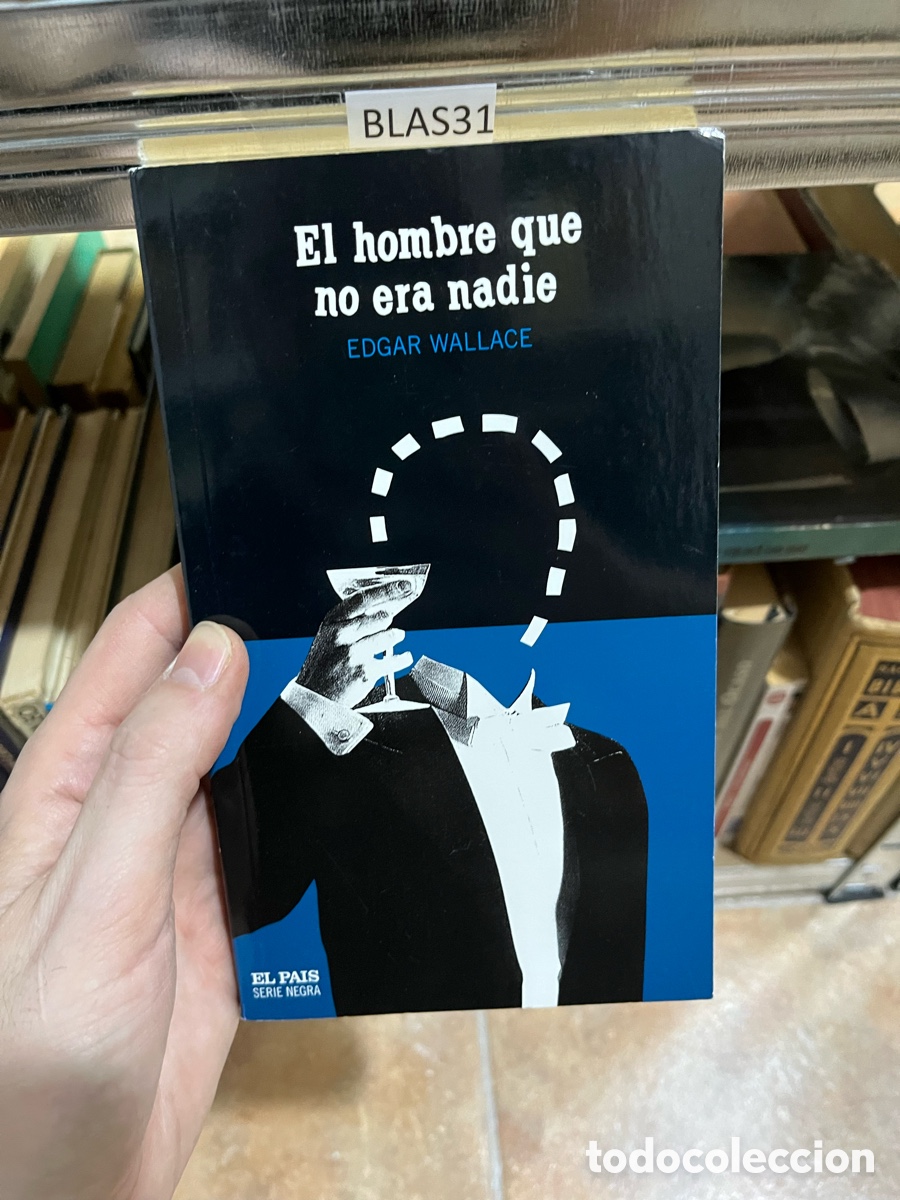 BLAS31
El hombre que
no era nadie
EDGAR WALLACE
EL PAIS
SERIE NEGRA
todocoleccion